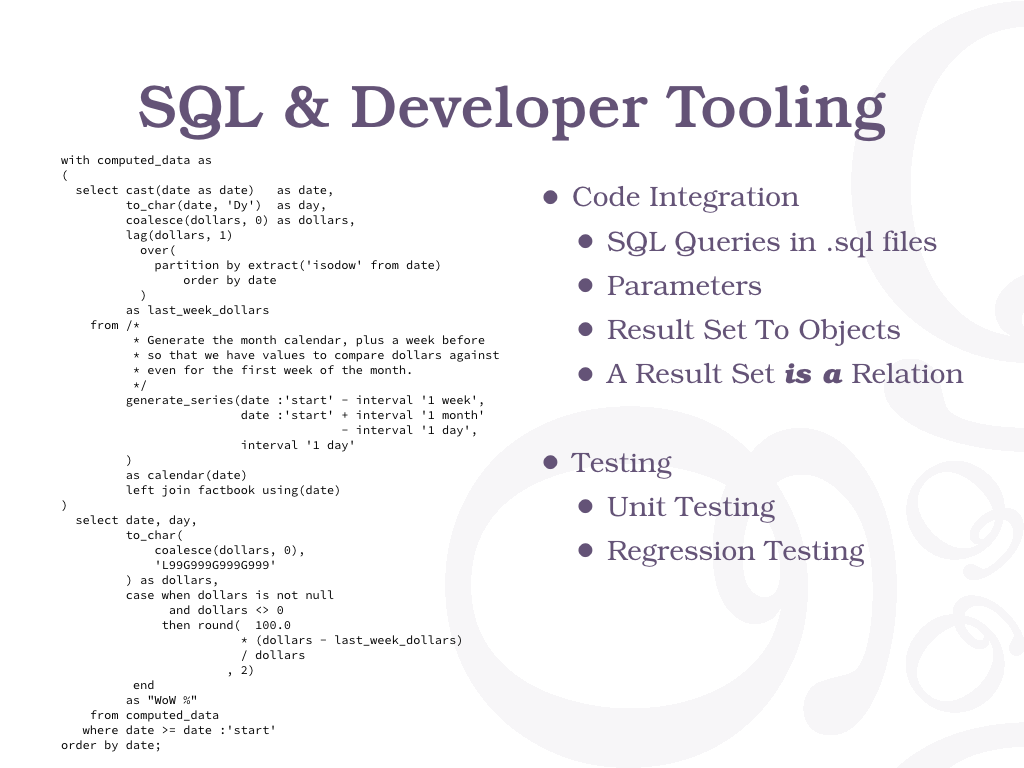 SQL & Developer Tooling
with computed_data as
(
  select cast(date as date)   as date,
         to_char(date, 'Dy')  as day,
         coalesce(dollars, 0) as dollars,
         lag(dollars, 1)
           over(
             partition by extract('isodow' from date)
                 order by date
           )
         as last_week_dollars
    from /*
          * Generate the month calendar, plus a week before
          * so that we have values to compare dollars against
          * even for the first week of the month.
          */
         generate_series(date :'start' - interval '1 week',
                         date :'start' + interval '1 month'
                                       - interval '1 day',
                         interval '1 day'
         )
         as calendar(date)
         left join factbook using(date)
)
  select date, day,
         to_char(
             coalesce(dollars, 0),
             'L99G999G999G999'
         ) as dollars,
         case when dollars is not null
               and dollars <> 0
              then round(  100.0
                         * (dollars - last_week_dollars)
                         / dollars
                       , 2)
          end
         as "WoW %"
    from computed_data
   where date >= date :'start'
order by date;
● Code Integration
● SQL Queries in .sql files
● Parameters
● Result Set To Objects
● A Result Set is a Relation
● Testing
● Unit Testing
● Regression Testing